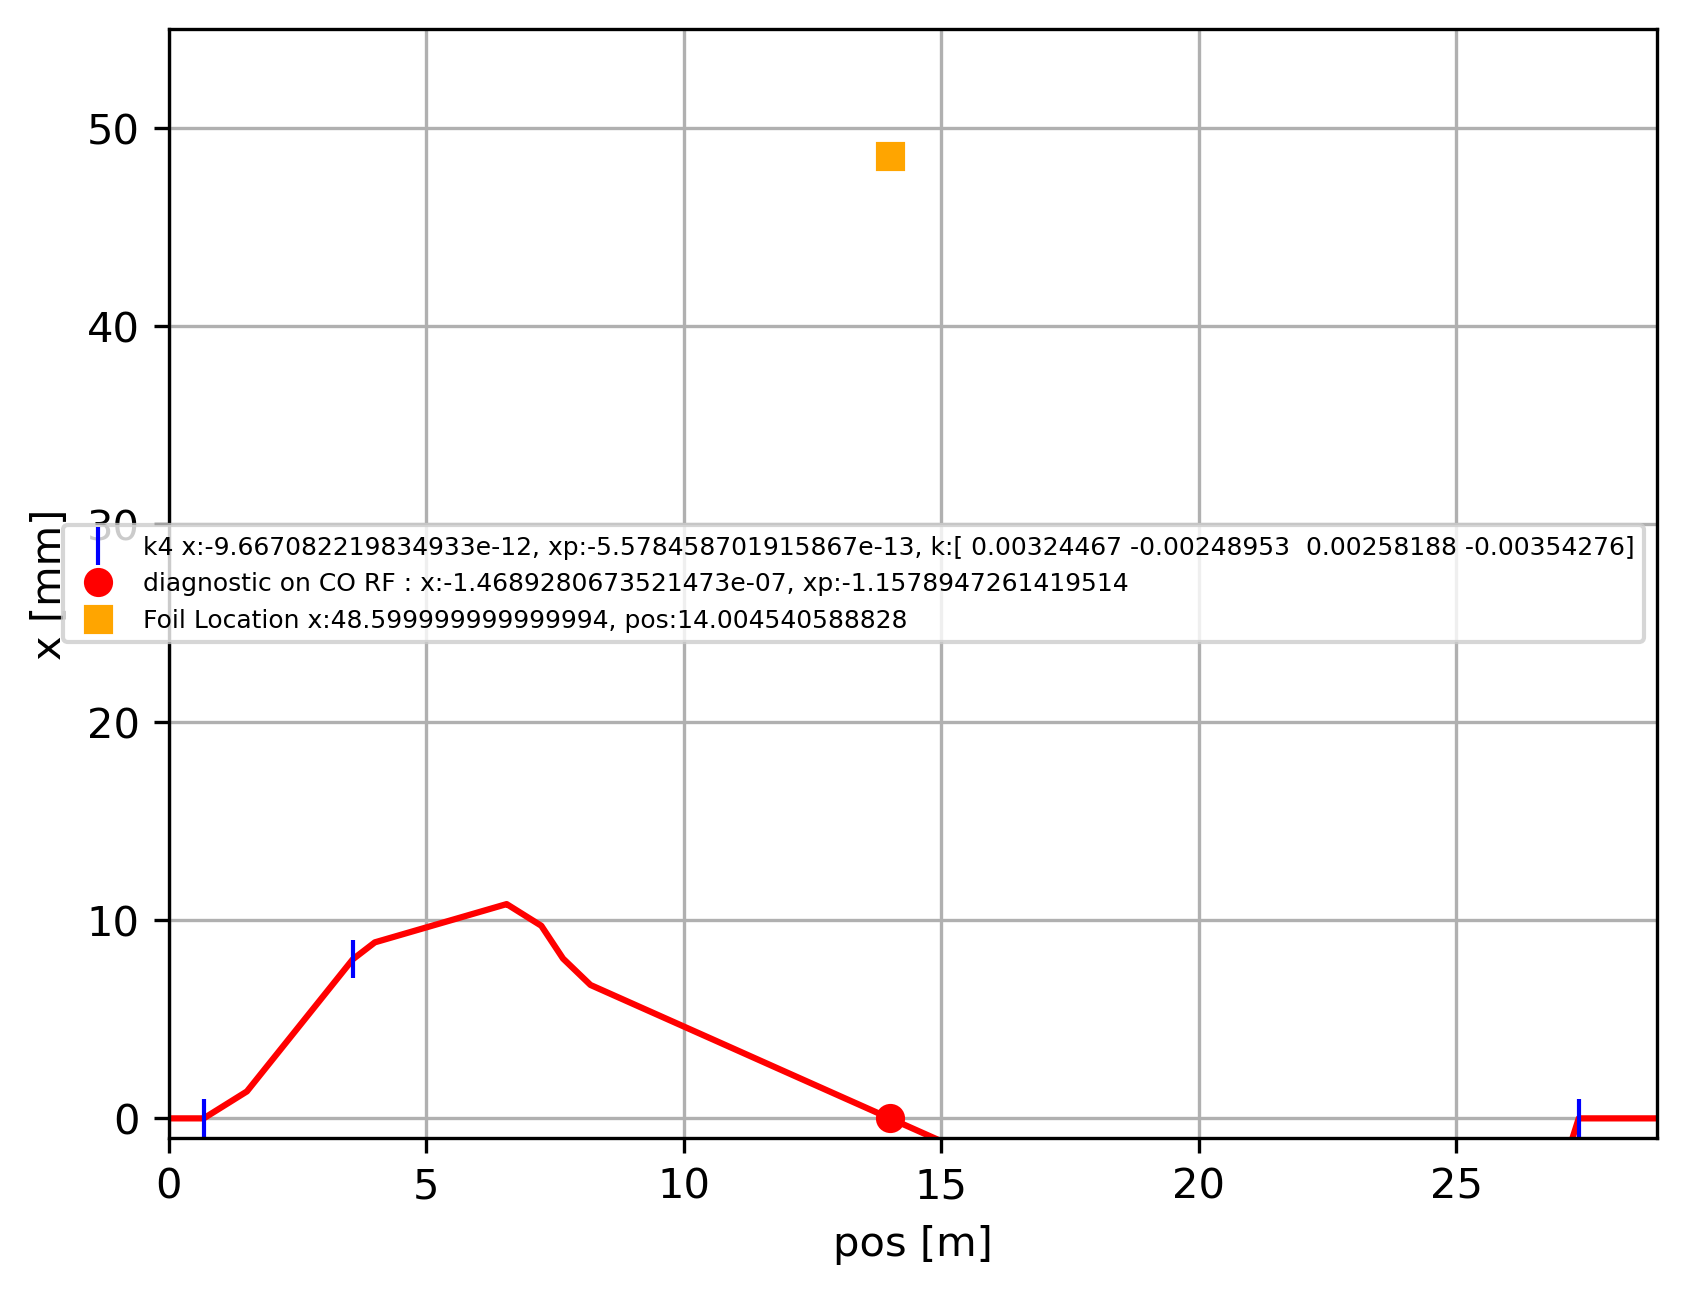 50
40
30
k4 x:-9.667082219834933e-12, xp:-5.578458701915867e-13, k:[ 0.00324467 -0.00248953  0.00258188 -0.00354276]
diagnostic on CO RF : x:-1.4689280673521473e-07, xp:-1.1578947261419514
Foil Location x:48.599999999999994, pos:14.004540588828
x [mm]
20
10
0
0 5 10 15 20 25
pos [m]